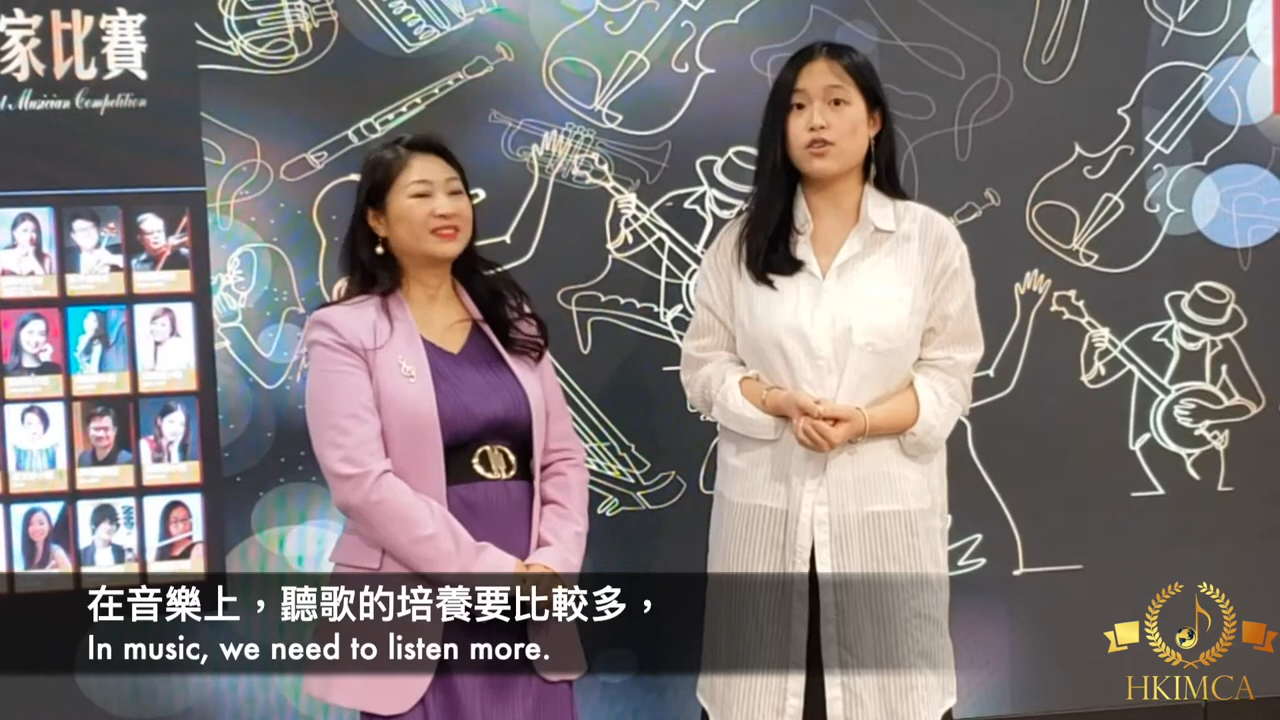 家比賽
t Musician Competition
在音樂上，聽歌的培養要比較多，
In music, we need to listen more.
HKIMCA